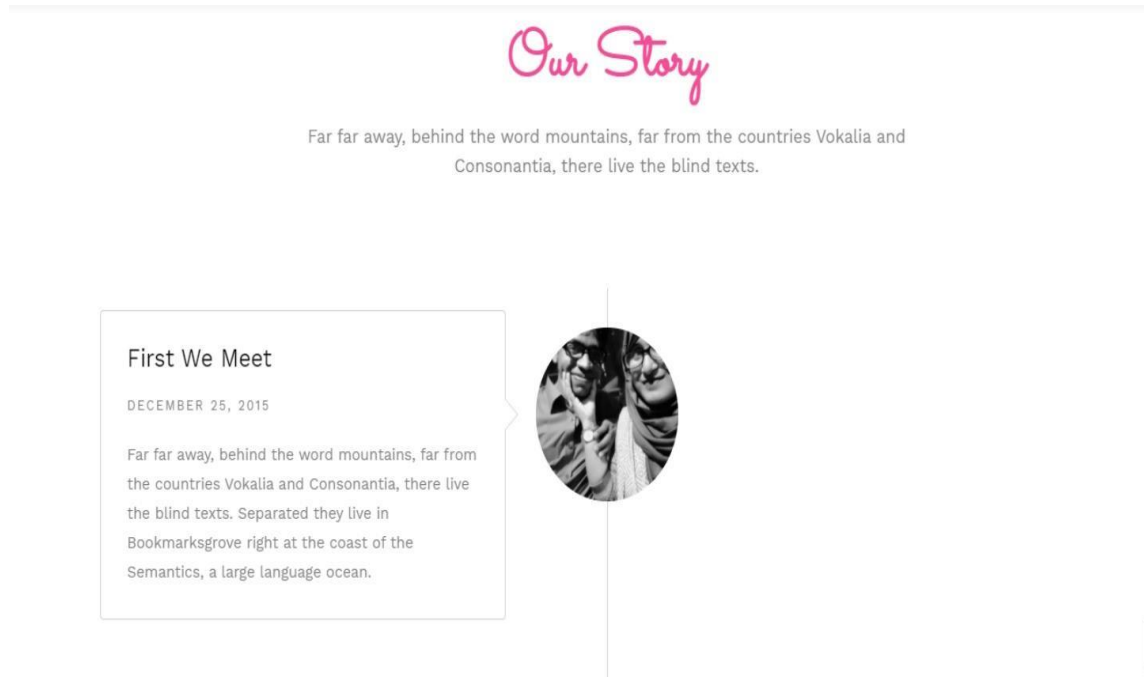 Our Story
Far far away, behind the word mountains, far from the countries Vokalia and
Consonantia, there live the blind texts.
First We Meet
DECEMBER 25, 2015
Far far away, behind the word mountains, far from
the countries Vokalia and Consonantia, there live
the blind texts. Separated they live in
Bookmarksgrove right at the coast of the
Semantics, a large language ocean.